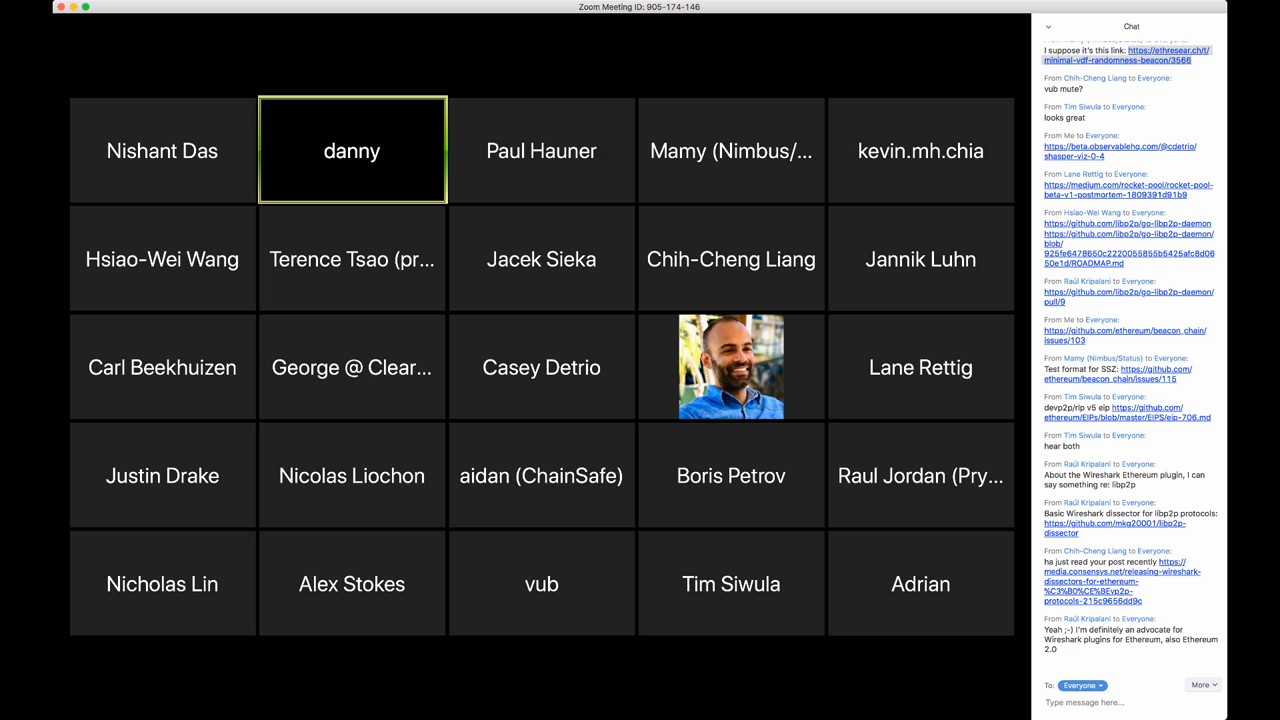 Zoom Meeting ID: 905-174-146
Nishant Das
danny
Paul Hauner
Mamy (Nimbus/...
kevin.mh.chia
Hsiao-Wei Wang
Terence Tsao (pr...
Jacek Sieka
Chih-Cheng Liang
Jannik Luhn
Carl Beekhuizen
George @ Clear...
Casey Detrio
Lane Rettig
Justin Drake
Nicolas Liochon
aidan (ChainSafe)
Boris Petrov
Raul Jordan (Pry...
Nicholas Lin
Alex Stokes
vub
Tim Siwula
Adrian
Chat
I suppose it's this link: https://ethresear.ch/t/
minimal-vdf-randomness-beacon/3566
From Chih-Cheng Liang to Everyone:
vub mute?
From Tim Siwula to Everyone:
looks great
From Me to Everyone:
https://beta.observablehq.com/@cdetrio/
shasper-viz-0-4
From Lane Rettig to Everyone:
https://medium.com/rocket-pool/rocket-pool-
beta-v1-postmortem-1809391d91b9
From Hsiao-Wei Wang to Everyone:
https://github.com/libp2p/go-libp2p-daemon
https://github.com/libp2p/go-libp2p-daemon/
blob/
925fe6478650c2220055855b5425afc8d06
50e1d/ROADMAP.md
From Raúl Kripalani to Everyone:
https://github.com/libp2p/go-libp2p-daemon/
pull/9
From Me to Everyone:
https://github.com/ethereum/beacon_chain/
issues/103
From Mamy (Nimbus/Status) to Everyone:
Test format for SSZ: https://github.com/
ethereum/beacon_chain/issues/115
From Tim Siwula to Everyone:
devp2p/rlp v5 eip https://github.com/
ethereum/EIPs/blob/master/EIPS/eip-706.md
From Tim Siwula to Everyone:
hear both
From Raúl Kripalani to Everyone:
About the Wireshark Ethereum plugin, I can
say something re: libp2p
From Raúl Kripalani to Everyone:
Basic Wireshark dissector for libp2p protocols:
https://github.com/mkg20001/libp2p-
dissector
From Chih-Cheng Liang to Everyone:
ha just read your post recently https://
media.consensys.net/releasing-wireshark-
dissectors-for-ethereum-
%C3%B0%CE%BEvp2p-
protocols-215c9656dd9c
From Raúl Kripalani to Everyone:
Yeah ;-) I'm definitely an advocate for
Wireshark plugins for Ethereum, also Ethereum
2.0
To: Everyone
More
Type message here...